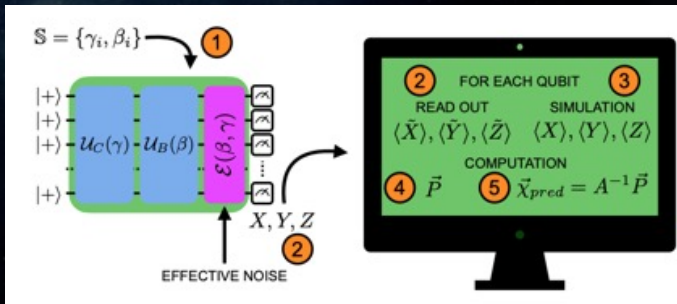 𝕊 = {γᵢ, βᵢ}
1
|+⟩
|+⟩
|+⟩
|+⟩
𝒰_C(γ)
𝒰_B(β)
ℰ(β, γ)
X, Y, Z
2
EFFECTIVE NOISE
2
FOR EACH QUBIT
3
READ OUT
SIMULATION
⟨X̃⟩, ⟨Ỹ⟩, ⟨Z̃⟩
⟨X⟩, ⟨Y⟩, ⟨Z⟩
COMPUTATION
4
P⃗
5
χ⃗_pred = A⁻¹P⃗